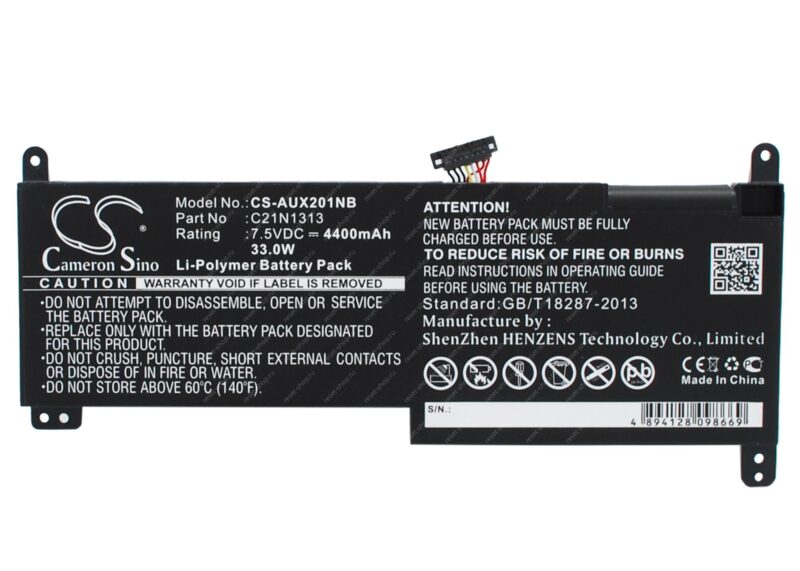 CS
Cameron Sino
Model No.:CS-AUX201NB
Part No :C21N1313
Rating :7.5VDC ⎓ 4400mAh
33.0W
Li-Polymer Battery Pack
CAUTION WARRANTY VOID IF LABEL IS REMOVED
•DO NOT ATTEMPT TO DISASSEMBLE, OPEN OR SERVICE
THE BATTERY PACK.
•REPLACE ONLY WITH THE BATTERY PACK DESIGNATED
FOR THIS PRODUCT.
•DO NOT CRUSH, PUNCTURE, SHORT EXTERNAL CONTACTS
OR DISPOSE OF IN FIRE OR WATER.
•DO NOT STORE ABOVE 60℃ (140℉).
ATTENTION!
NEW BATTERY PACK MUST BE FULLY
CHARGED BEFORE USE.
TO REDUCE RISK OF FIRE OR BURNS
READ INSTRUCTIONS IN OPERATING GUIDE
BEFORE USING THE BATTERY.
Standard:GB/T18287-2013
Manufacture by:
ShenZhen HENZENS Technology Co., Limited
CE
Made In China
S/N.:
4 894128 098669
reset-shop.ru